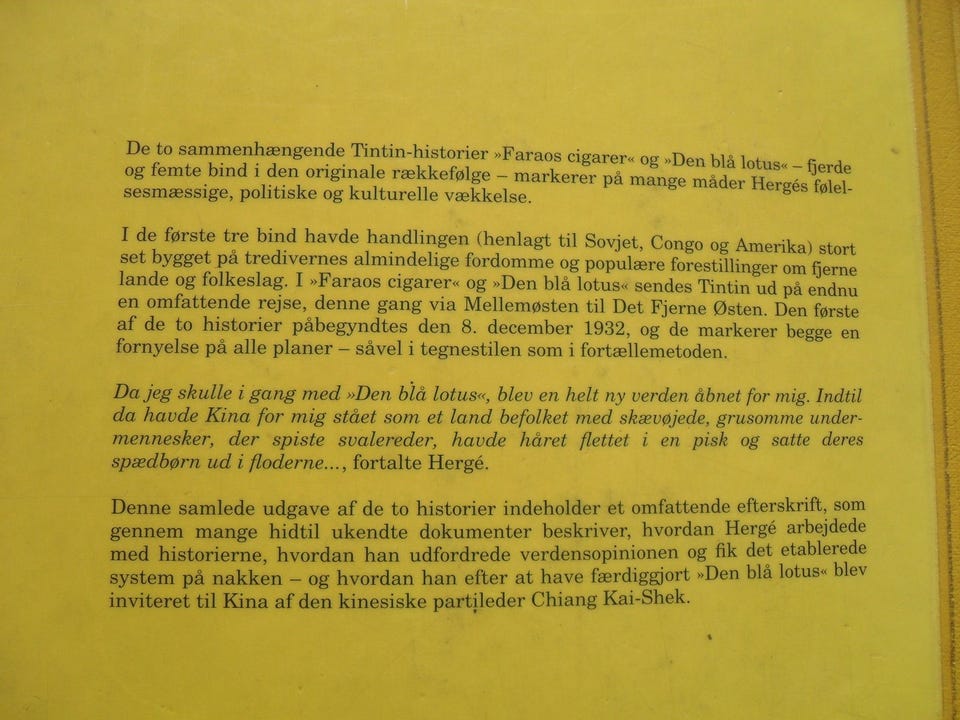 De to sammenhængende Tintin-historier »Faraos cigarer« og »Den blå lotus« – fjerde
og femte bind i den originale rækkefølge – markerer på mange måder Hergés følel-
sesmæssige, politiske og kulturelle vækkelse.
I de første tre bind havde handlingen (henlagt til Sovjet, Congo og Amerika) stort
set bygget på tredivernes almindelige fordomme og populære forestillinger om fjerne
lande og folkeslag. I »Faraos cigarer« og »Den blå lotus« sendes Tintin ud på endnu
en omfattende rejse, denne gang via Mellemøsten til Det Fjerne Østen. Den første
af de to historier påbegyndtes den 8. december 1932, og de markerer begge en
fornyelse på alle planer – såvel i tegnestilen som i fortællemetoden.
Da jeg skulle i gang med »Den blå lotus«, blev en helt ny verden åbnet for mig. Indtil
da havde Kina for mig stået som et land befolket med skævøjede, grusomme under-
mennesker, der spiste svalereder, havde håret flettet i en pisk og satte deres
spædbørn ud i floderne..., fortalte Hergé.
Denne samlede udgave af de to historier indeholder et omfattende efterskrift, som
gennem mange hidtil ukendte dokumenter beskriver, hvordan Hergé arbejdede
med historierne, hvordan han udfordrede verdensopinionen og fik det etablerede
system på nakken – og hvordan han efter at have færdiggjort »Den blå lotus« blev
inviteret til Kina af den kinesiske partileder Chiang Kai-Shek.